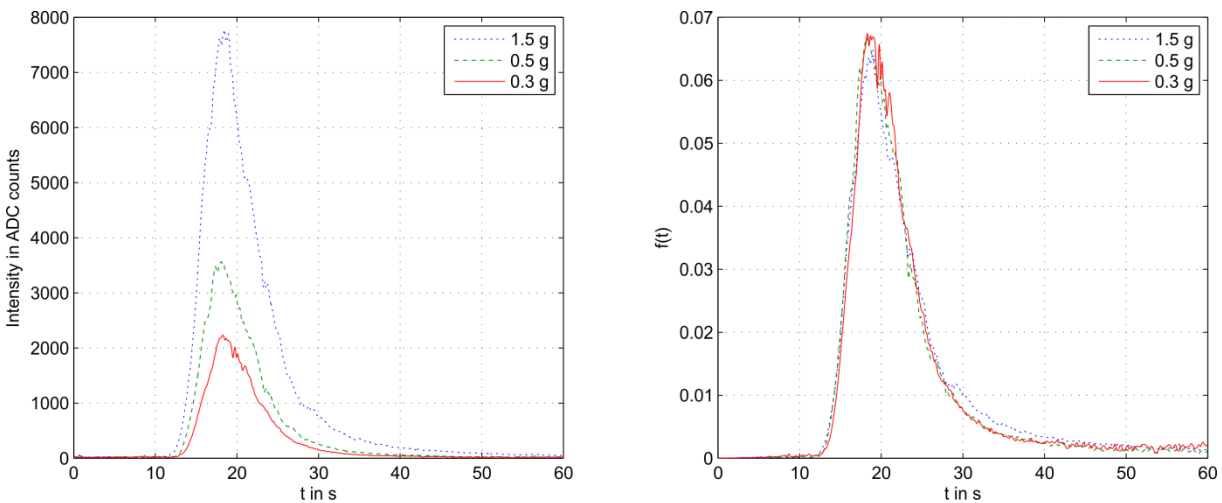 8000
7000
6000
5000
4000
3000
2000
1000
0
Intensity in ADC counts
0 10 20 30 40 50 60
t in s
1.5 g
0.5 g
0.3 g
0.07
0.06
0.05
0.04
0.03
0.02
0.01
0
f(t)
0 10 20 30 40 50 60
t in s
1.5 g
0.5 g
0.3 g